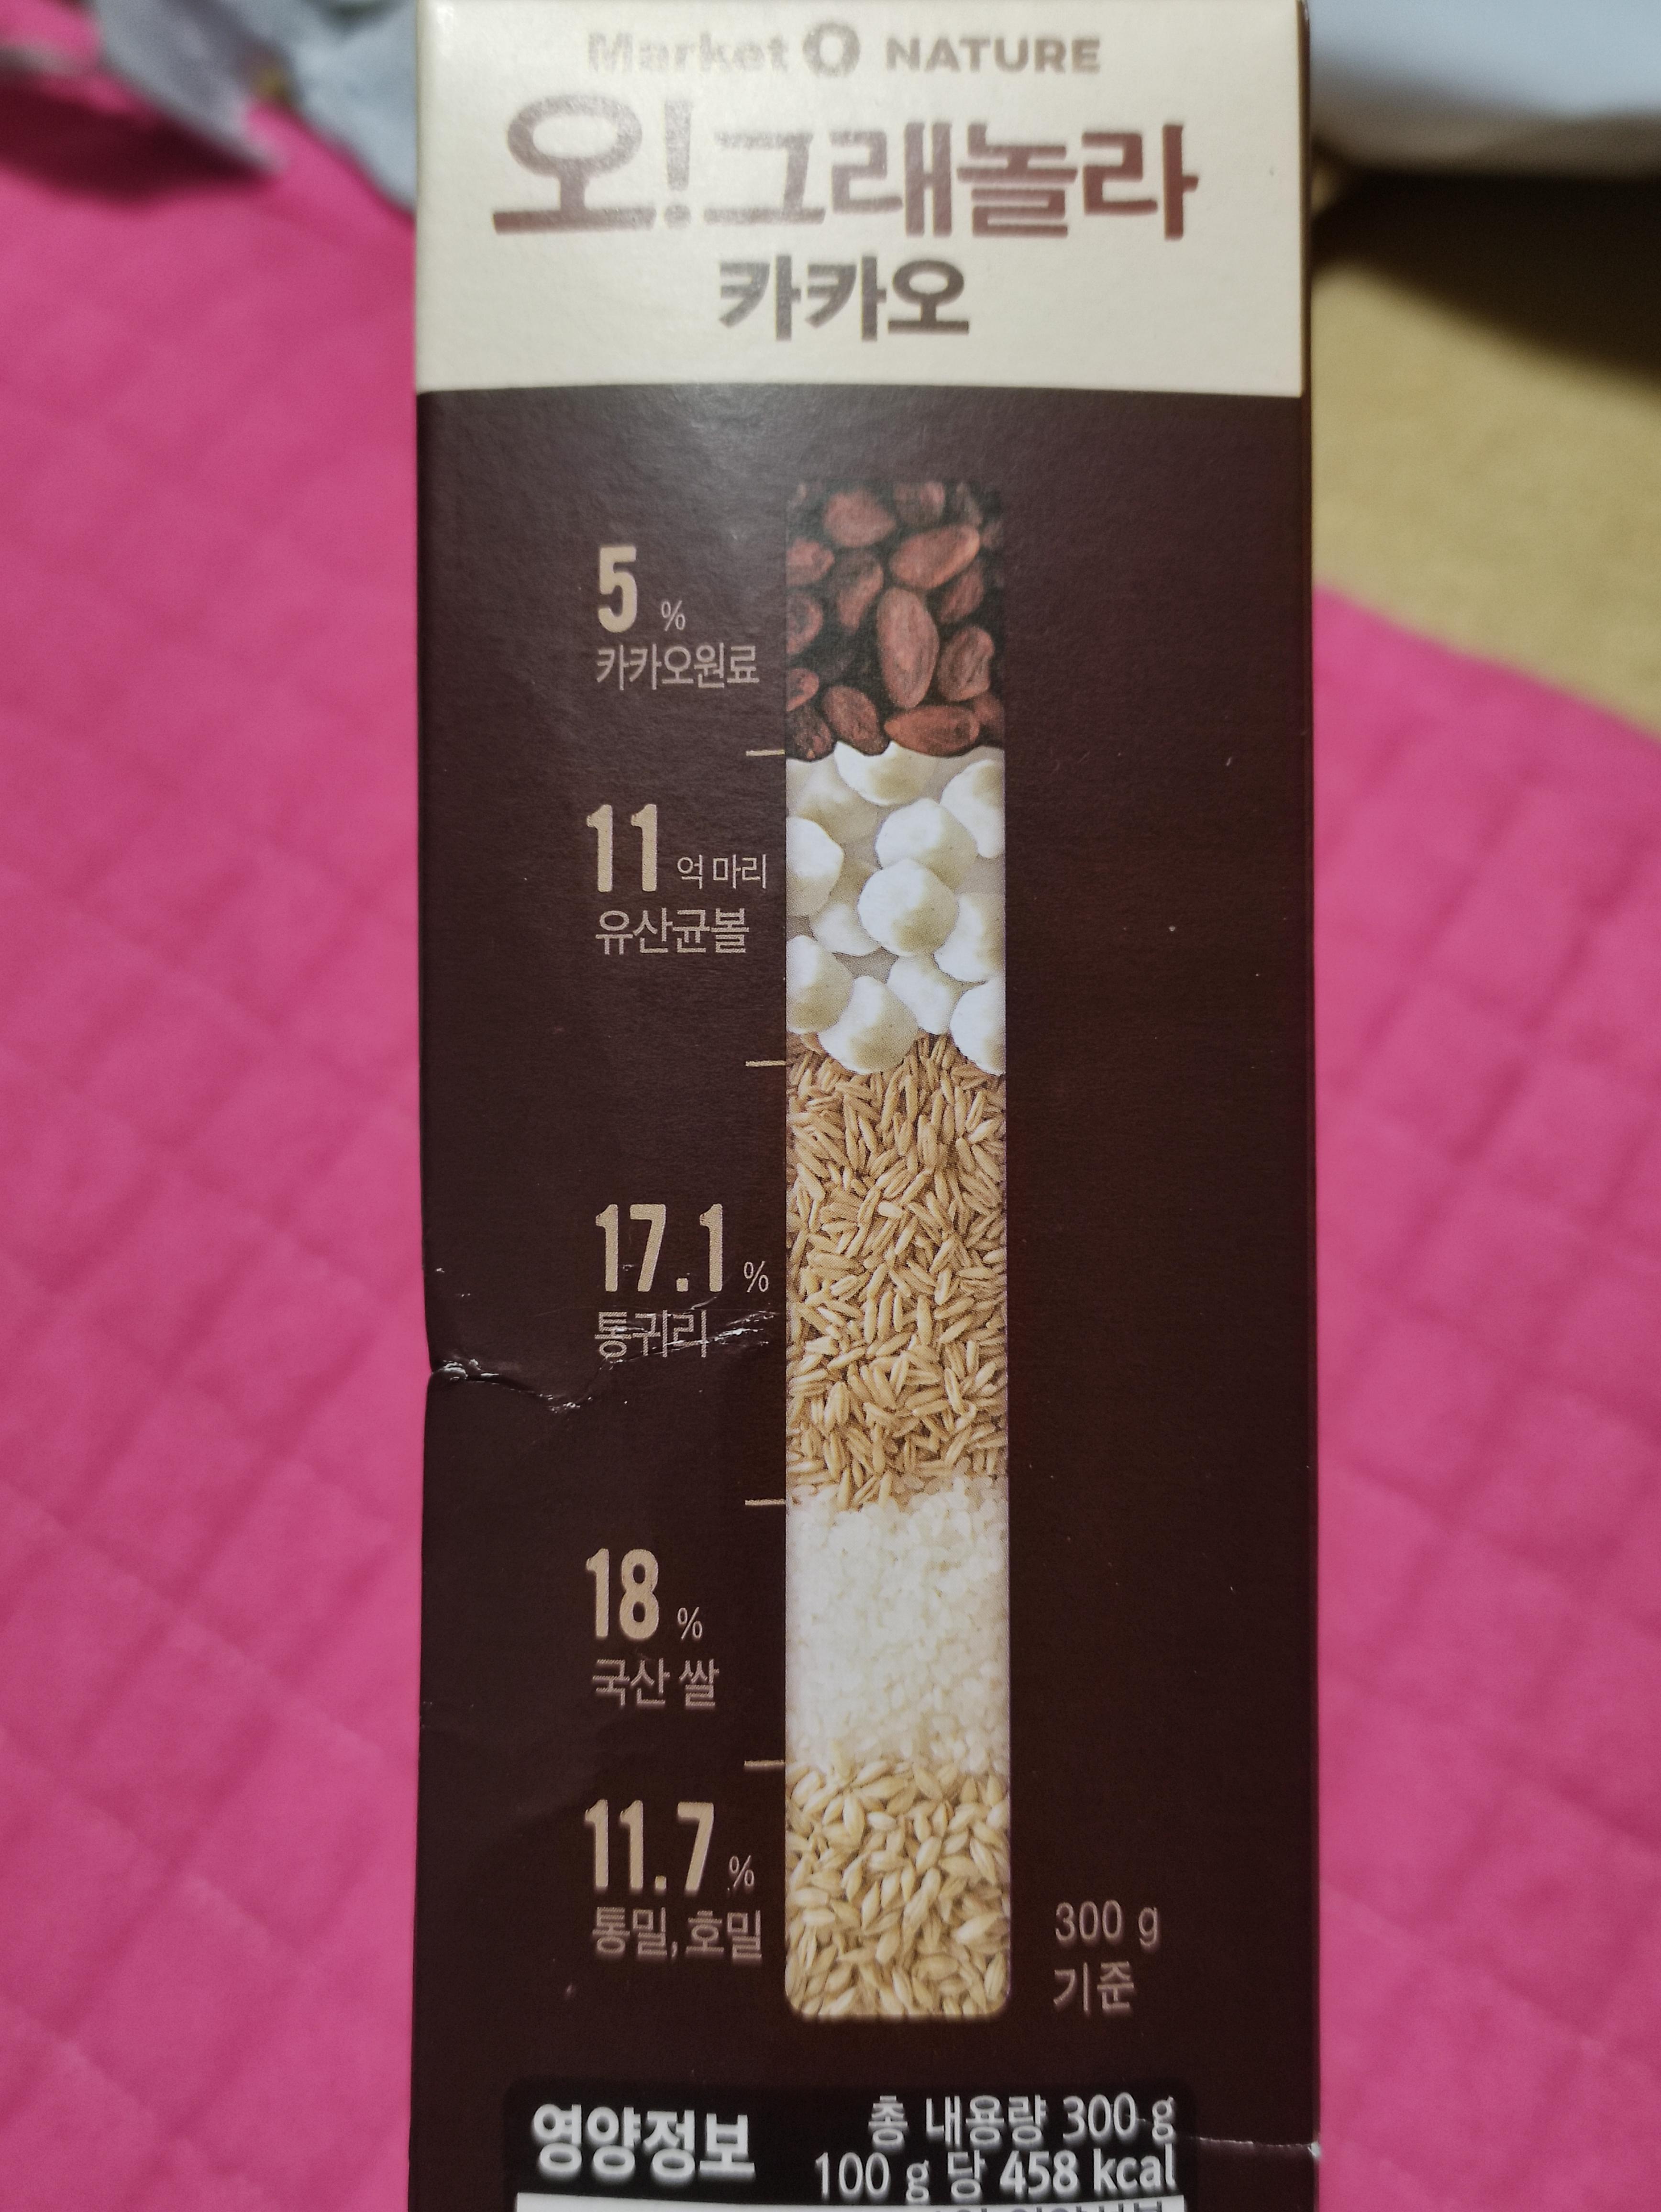 Market O NATURE
오!그래놀라
카카오
5 %
카카오원료
11 억 마리
유산균볼
17.1 %
통귀리
18 %
국산 쌀
11.7 %
통밀, 호밀
300 g
기준
영양정보
총 내용량 300 g
100 g 당 458 kcal